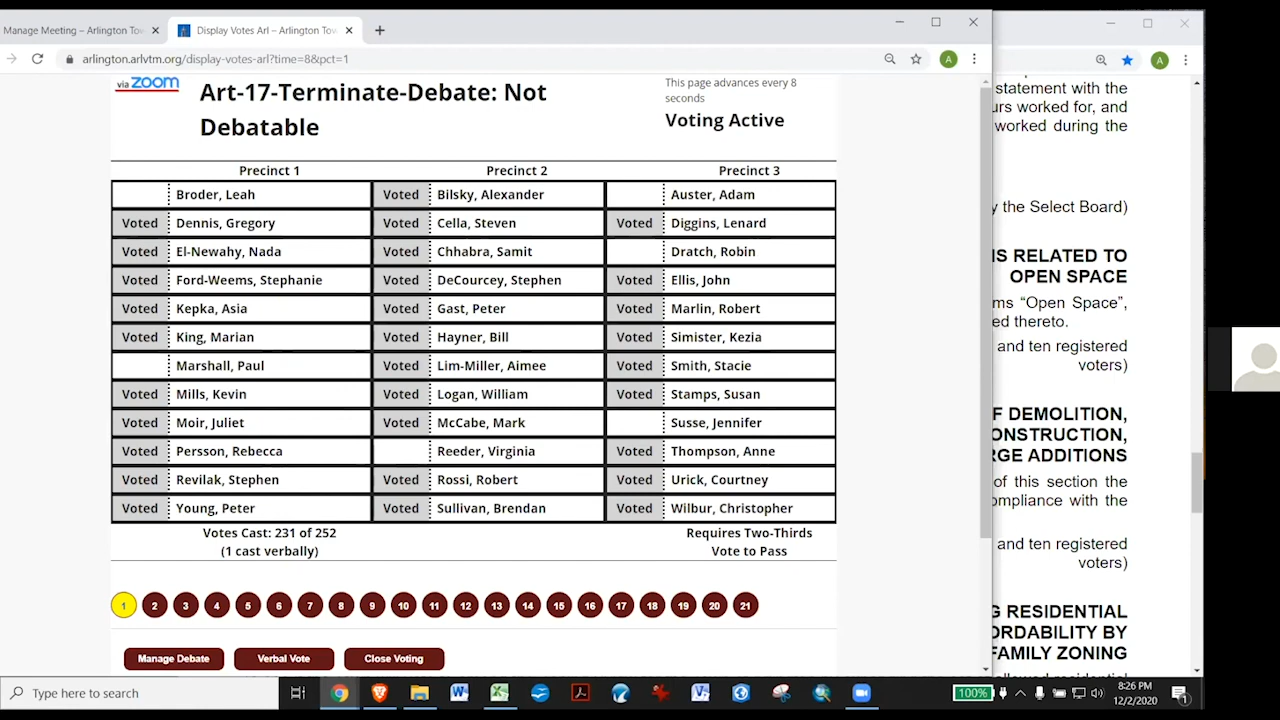 Manage Meeting – Arlington Tow
Display Votes Arl – Arlington Tow
arlington.arlvtm.org/display-votes-arl?time=8&pct=1
A
A
via zoom
Art-17-Terminate-Debate: Not
Debatable
This page advances every 8
seconds
Voting Active
Precinct 1 Precinct 2 Precinct 3
Broder, Leah Voted Bilsky, Alexander Auster, Adam
Voted Dennis, Gregory Voted Cella, Steven Voted Diggins, Lenard
Voted El-Newahy, Nada Voted Chhabra, Samit Dratch, Robin
Voted Ford-Weems, Stephanie Voted DeCourcey, Stephen Voted Ellis, John
Voted Kepka, Asia Voted Gast, Peter Voted Marlin, Robert
Voted King, Marian Voted Hayner, Bill Voted Simister, Kezia
Marshall, Paul Voted Lim-Miller, Aimee Voted Smith, Stacie
Voted Mills, Kevin Voted Logan, William Voted Stamps, Susan
Voted Moir, Juliet Voted McCabe, Mark Susse, Jennifer
Voted Persson, Rebecca Reeder, Virginia Voted Thompson, Anne
Voted Revilak, Stephen Voted Rossi, Robert Voted Urick, Courtney
Voted Young, Peter Voted Sullivan, Brendan Voted Wilbur, Christopher
Votes Cast: 231 of 252
(1 cast verbally)
Requires Two-Thirds
Vote to Pass
1 2 3 4 5 6 7 8 9 10 11 12 13 14 15 16 17 18 19 20 21
Manage Debate Verbal Vote Close Voting
statement with the
urs worked for, and
worked during the
y the Select Board)
IS RELATED TO
OPEN SPACE
ms “Open Space”,
ed thereto.
and ten registered
voters)
F DEMOLITION,
ONSTRUCTION,
RGE ADDITIONS
of this section the
ompliance with the
and ten registered
voters)
G RESIDENTIAL
ORDABILITY BY
FAMILY ZONING
Type here to search
100%
8:26 PM
12/2/2020
1